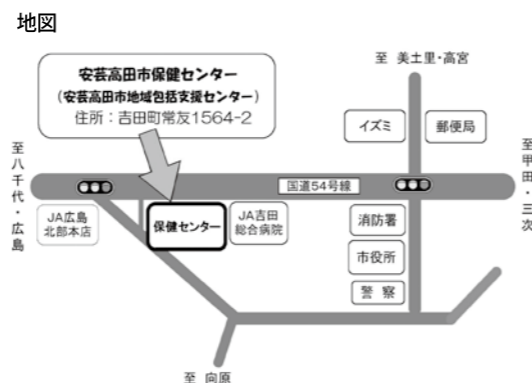 地図
安芸高田市保健センター
(安芸高田市地域包括支援センター)
住所：吉田町常友1564-2
至 美土里・高宮
イズミ
郵便局
至八千代・広島
国道54号線
至甲田・三次
JA広島
北部本店
保健センター
JA吉田
総合病院
消防署
市役所
警察
至 向原